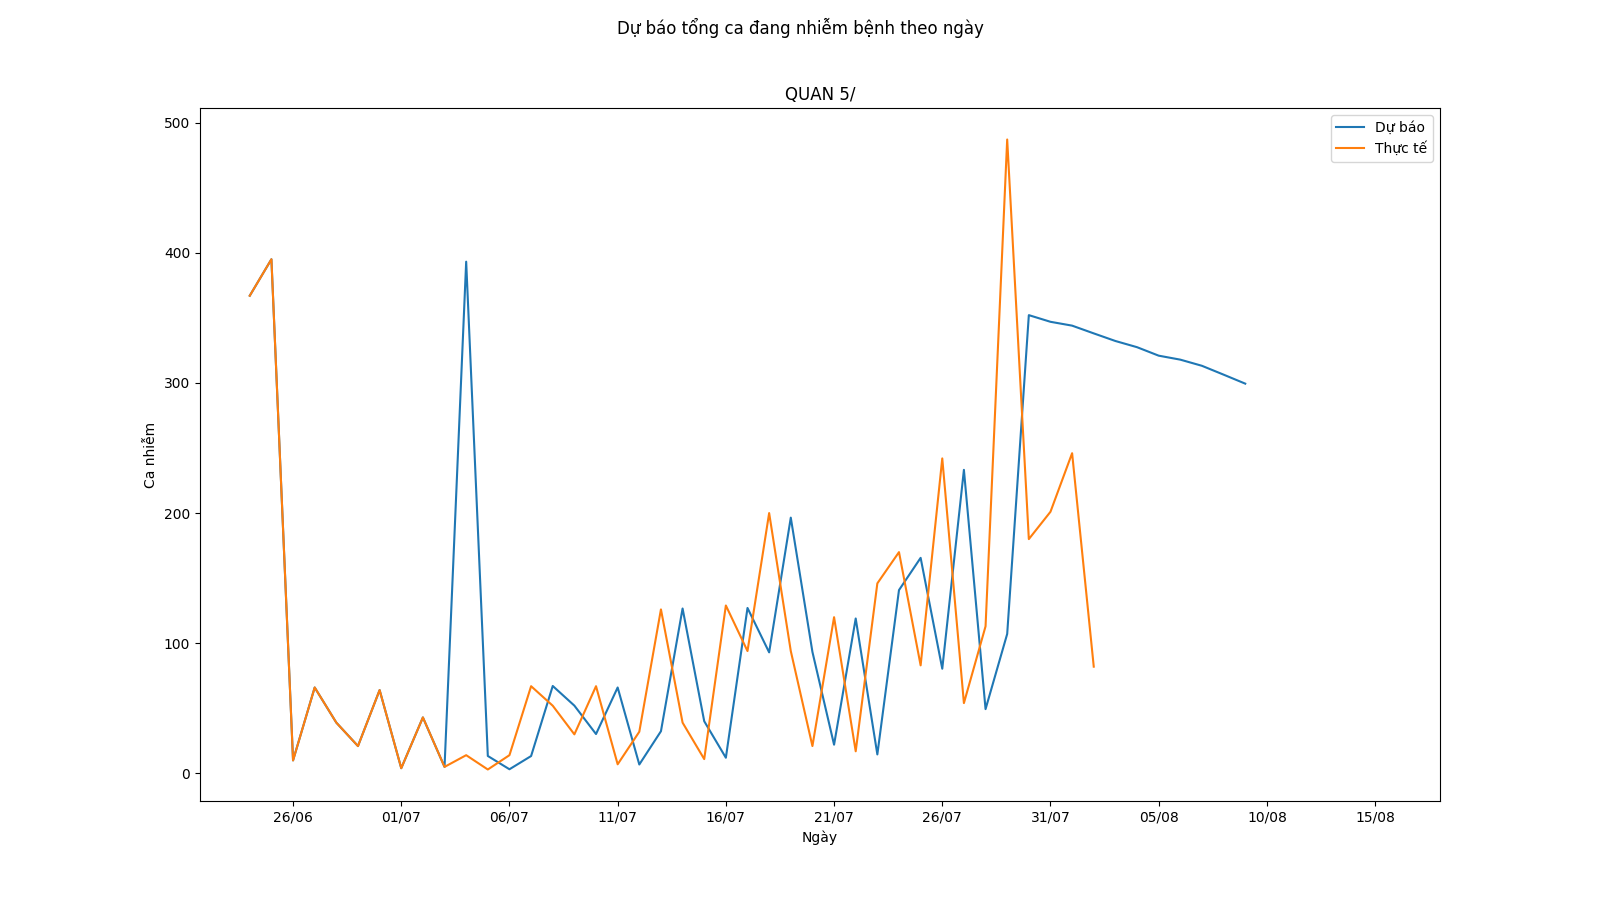 Dự báo tổng ca đang nhiễm bệnh theo ngày
QUAN 5/
500
400
300
200
100
0
Ca nhiễm
Dự báo
Thực tế
26/06 01/07 06/07 11/07 16/07 21/07 26/07 31/07 05/08 10/08 15/08
Ngày